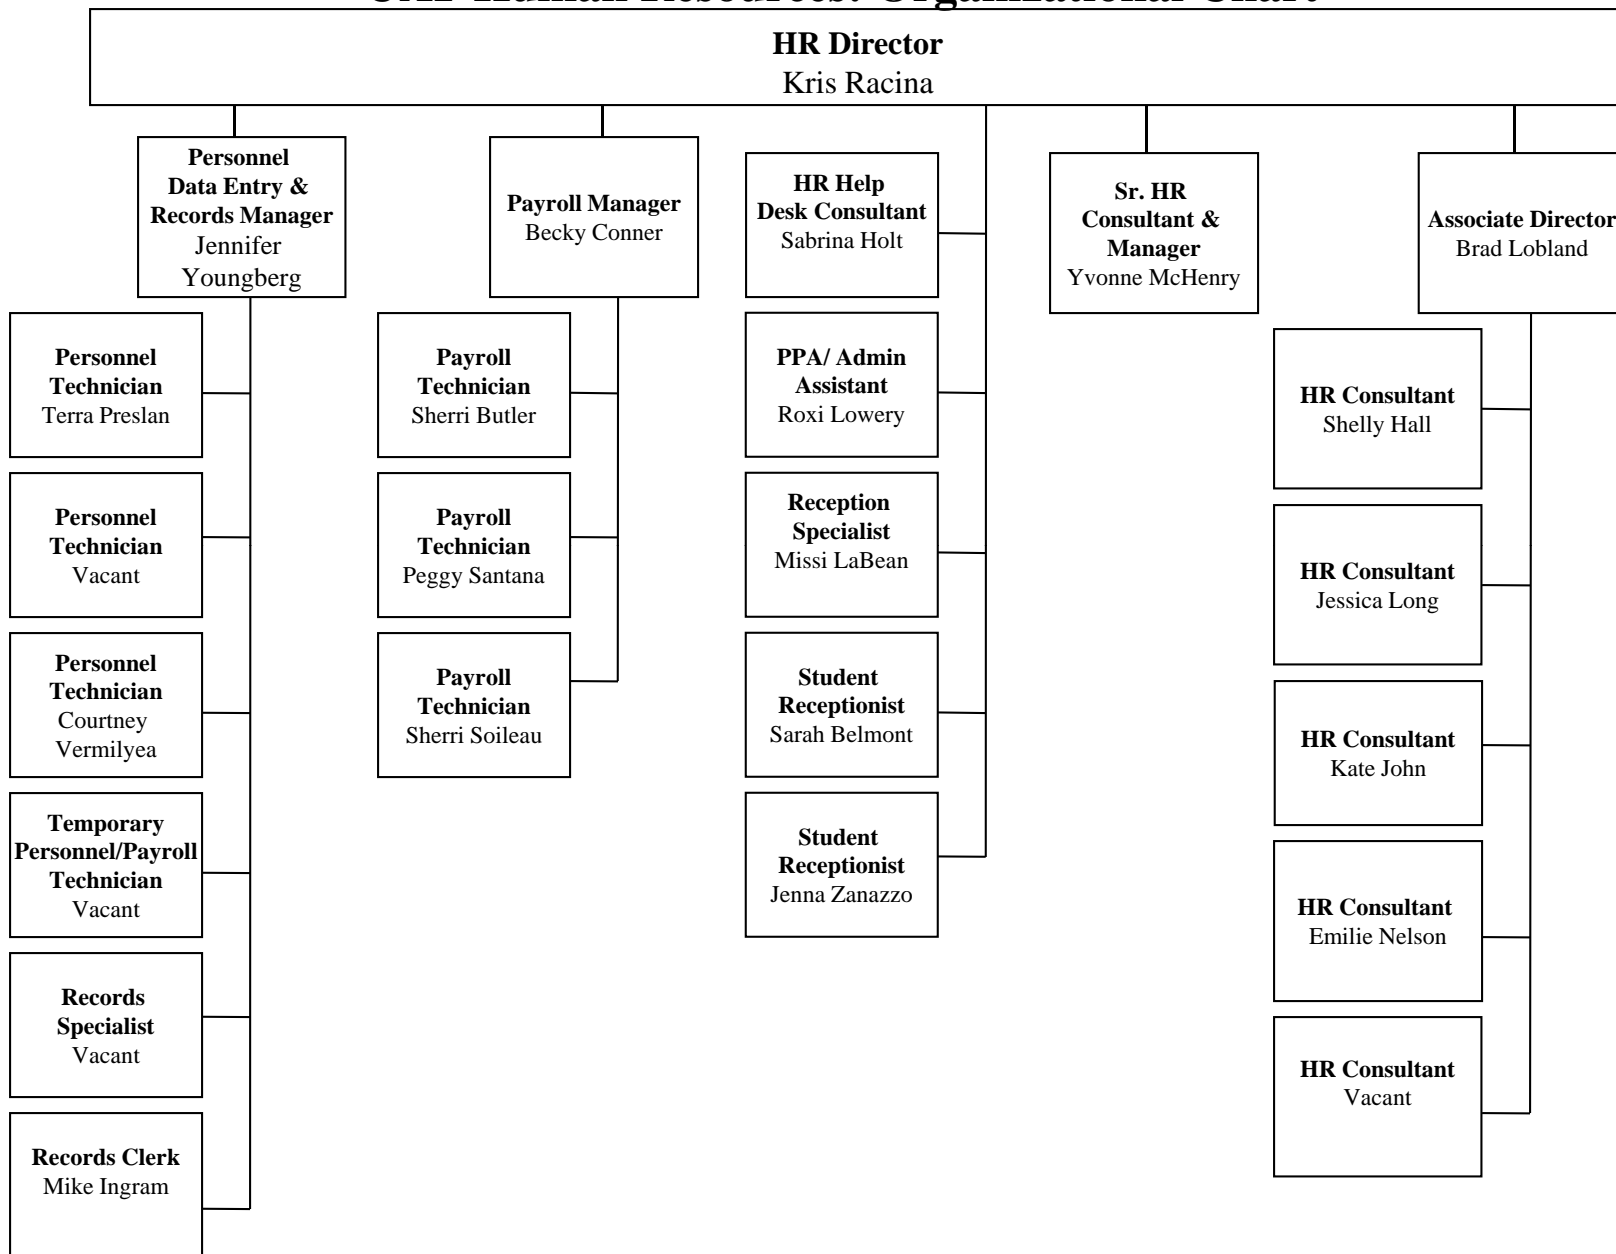 Human Resources: Organizational Chart
HR Director
Kris Racina
Personnel
Data Entry &
Records Manager
Jennifer
Youngberg
Payroll Manager
Becky Conner
HR Help
Desk Consultant
Sabrina Holt
Sr. HR
Consultant &
Manager
Yvonne McHenry
Associate Director
Brad Lobland
Personnel
Technician
Terra Preslan
Personnel
Technician
Vacant
Personnel
Technician
Courtney
Vermilyea
Temporary
Personnel/Payroll
Technician
Vacant
Records
Specialist
Vacant
Records Clerk
Mike Ingram
Payroll
Technician
Sherri Butler
Payroll
Technician
Peggy Santana
Payroll
Technician
Sherri Soileau
PPA/ Admin
Assistant
Roxi Lowery
Reception
Specialist
Missi LaBean
Student
Receptionist
Sarah Belmont
Student
Receptionist
Jenna Zanazzo
HR Consultant
Shelly Hall
HR Consultant
Jessica Long
HR Consultant
Kate John
HR Consultant
Emilie Nelson
HR Consultant
Vacant